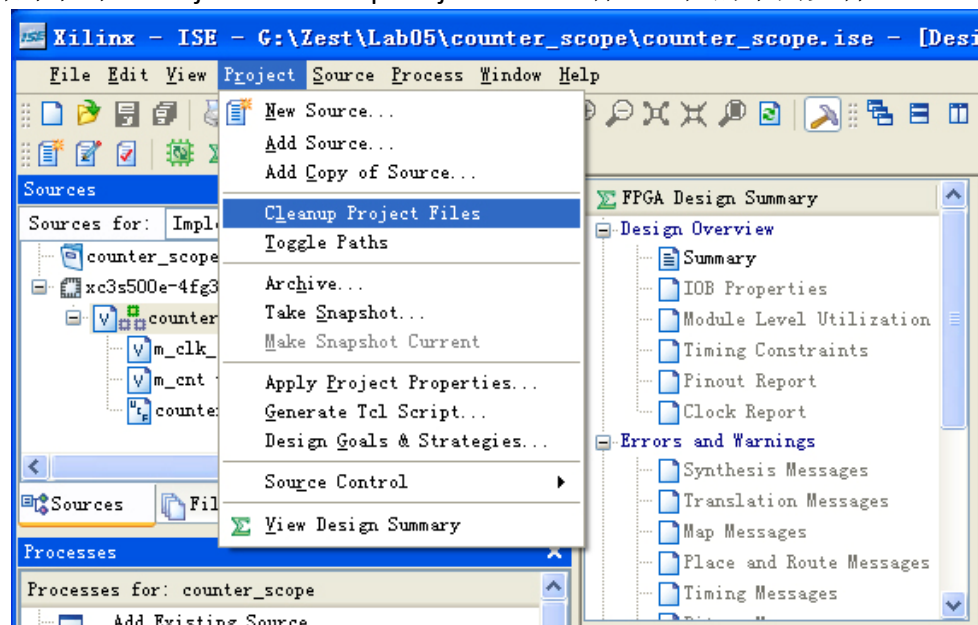 Xilinx - ISE - G:\Zest\Lab05\counter_scope\counter_scope.ise - [Desi
File Edit View Project Source Process Window Help
New Source...
Add Source...
Add Copy of Source...
Cleanup Project Files
Toggle Paths
Archive...
Take Snapshot...
Make Snapshot Current
Apply Project Properties...
Generate Tcl Script...
Design Goals & Strategies...
Source Control
View Design Summary
Sources
Sources for: Impl
counter_scope
xc3s500e-4fg3
counter
m_clk_
m_cnt
counte
Sources Fil
Processes
Processes for: counter_scope
Add Existing Source
FPGA Design Summary
Design Overview
Summary
IOB Properties
Module Level Utilization
Timing Constraints
Pinout Report
Clock Report
Errors and Warnings
Synthesis Messages
Translation Messages
Map Messages
Place and Route Messages
Timing Messages